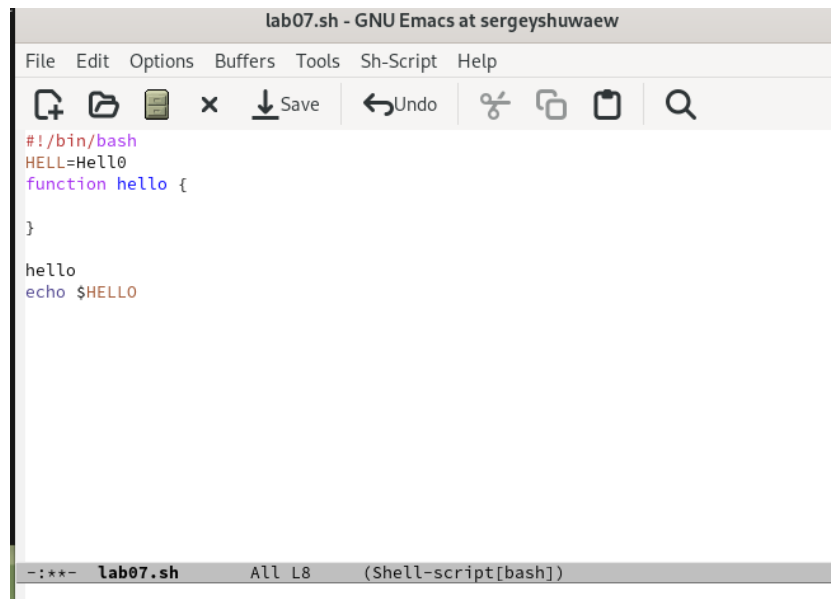 lab07.sh - GNU Emacs at sergeyshuwaew
File Edit Options Buffers Tools Sh-Script Help
Save Undo
#!/bin/bash
HELL=Hell0
function hello {
}
hello
echo $HELLO
-:**- lab07.sh All L8 (Shell-script[bash])